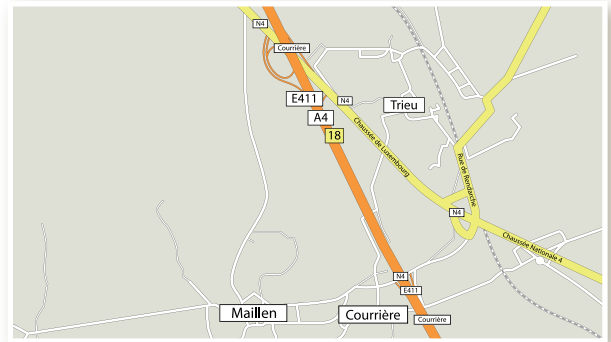 N4
Courrière
E411
N4
Trieu
A4
18
Chaussée de Luxembourg
Rue de Rendarche
N4
Chaussée Nationale 4
N4
E411
Maillen
Courrière
Courrière